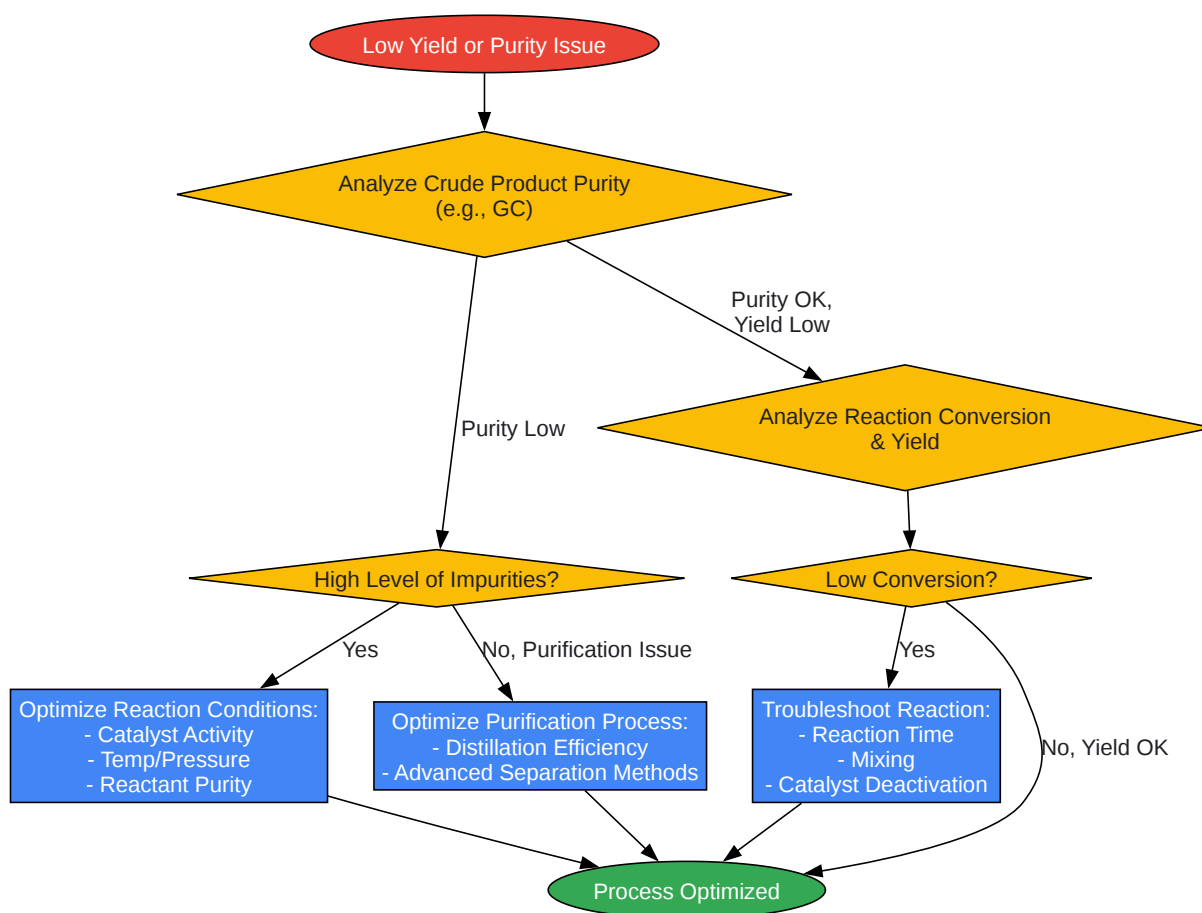 Low Yield or Purity Issue
Analyze Crude Product Purity
(e.g., GC)
Purity OK,
Yield Low
Analyze Reaction Conversion
& Yield
Purity Low
High Level of Impurities?
Low Conversion?
Yes
No, Purification Issue
Yes
Optimize Reaction Conditions:
- Catalyst Activity
- Temp/Pressure
- Reactant Purity
Optimize Purification Process:
- Distillation Efficiency
- Advanced Separation Methods
Troubleshoot Reaction:
- Reaction Time
- Mixing
- Catalyst Deactivation
No, Yield OK
Process Optimized